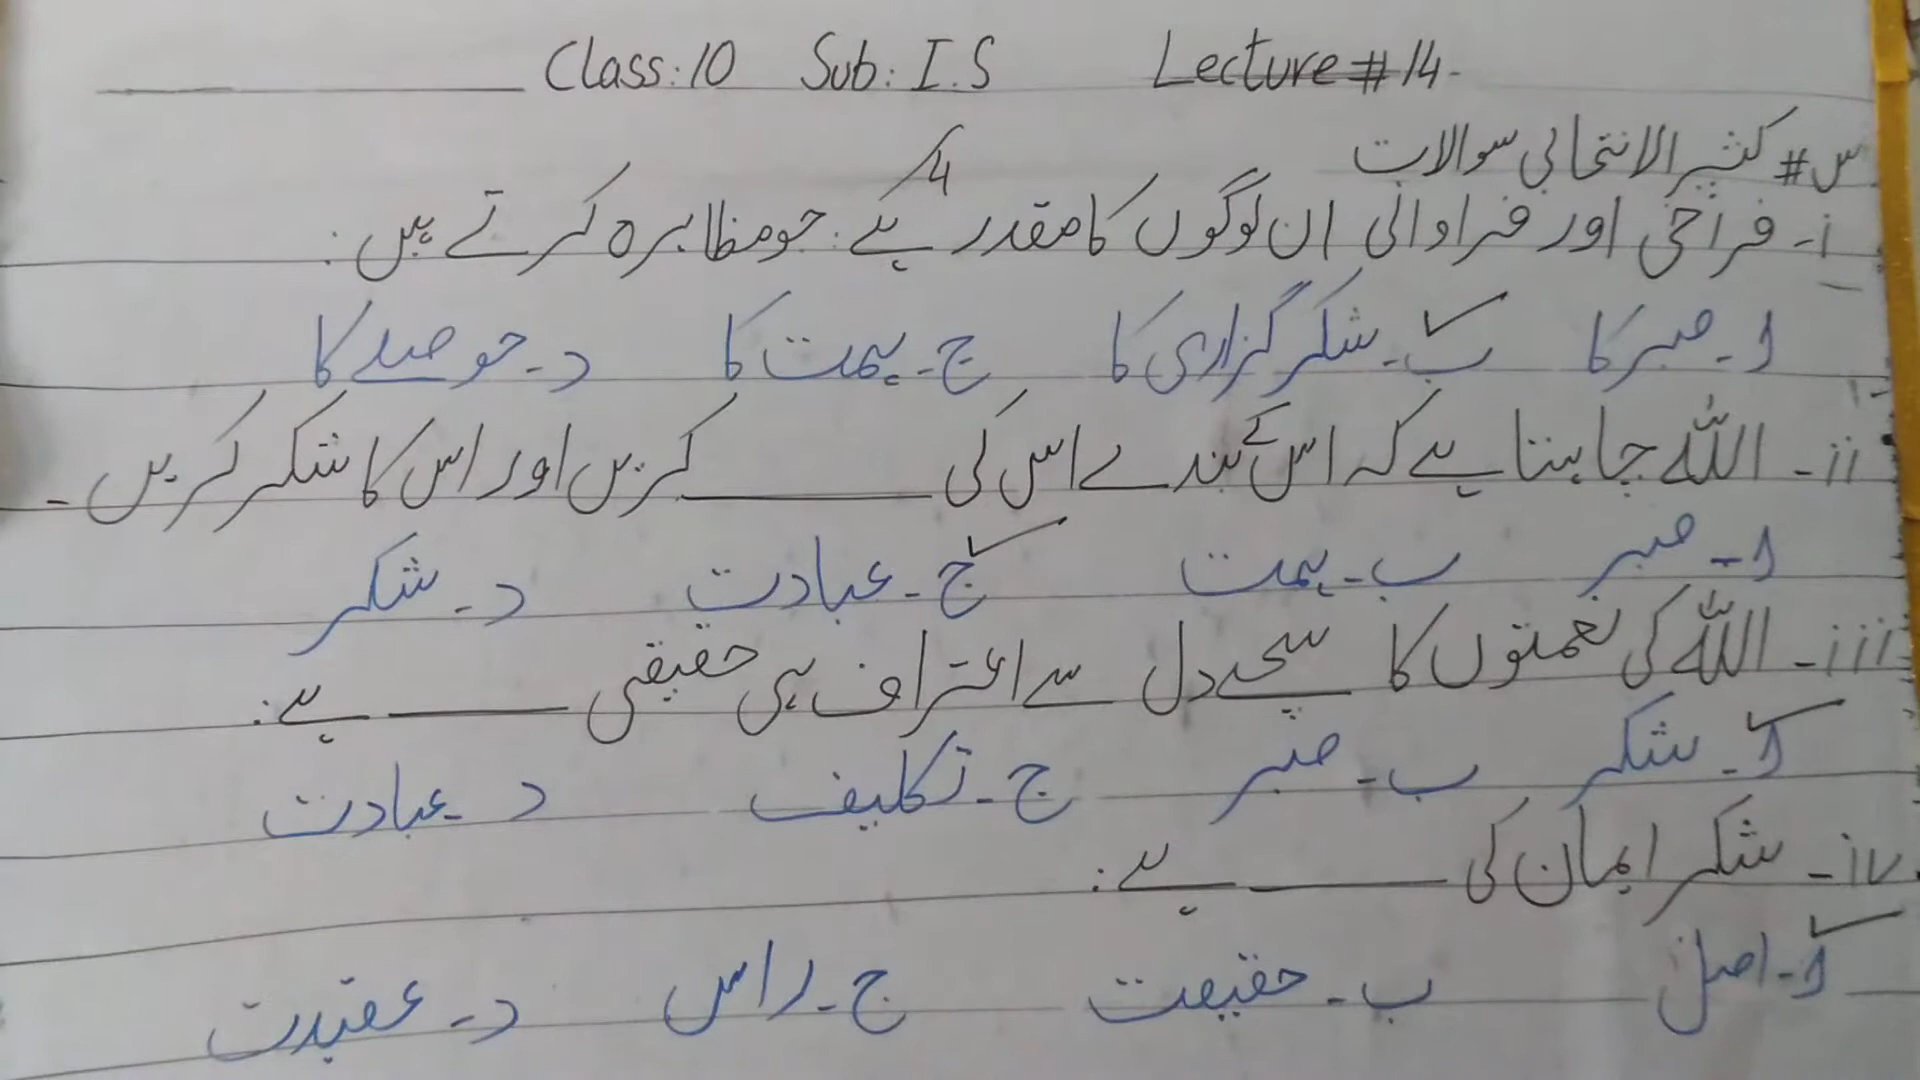 Class: 10 Sub: I.S Lecture # 14.
س# کثیر الانتخابی سوالات
4
i۔ فراخی اور فراوانی ان لوگوں کا مقدر ہے جو مظاہرہ کرتے ہیں:
ا۔ صبر کا ب۔ شکر گزاری کا ج۔ ہمت کا د۔ حوصلے کا
ii۔ اللہ چاہتا ہے کہ اس کے بندے اس کی ______ کریں اور اس کا شکر کریں۔
ا۔ صبر ب۔ ہمت ج۔ عبادت د۔ شکر
iii۔ اللہ کی نعمتوں کا سچے دل سے اعتراف ہی حقیقی ______ ہے:
ا۔ شکر ب۔ صبر ج۔ تکلیف د۔ عبادت
iv۔ شکر ایمان کی ______ ہے:
ا۔ اصل ب۔ حقیقت ج۔ راس د۔ عقیدت